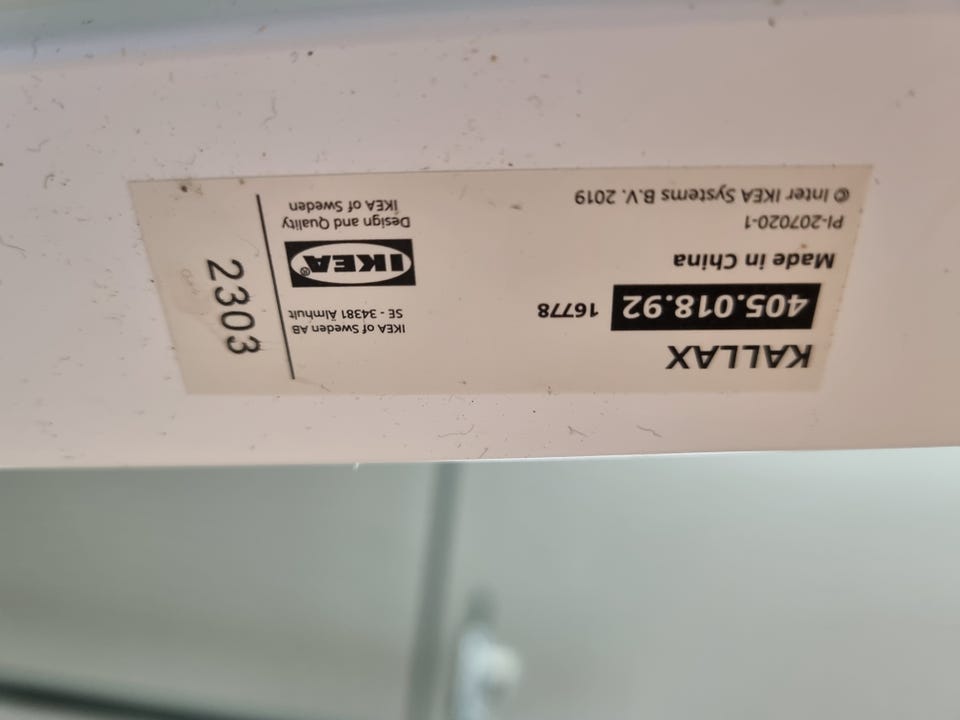 KALLAX
405.018.92 16778
Made in China
PI-207020-1
© Inter IKEA Systems B.V. 2019
IKEA of Sweden AB
SE - 34381 Älmhult
IKEA®
Design and Quality
IKEA of Sweden
2303